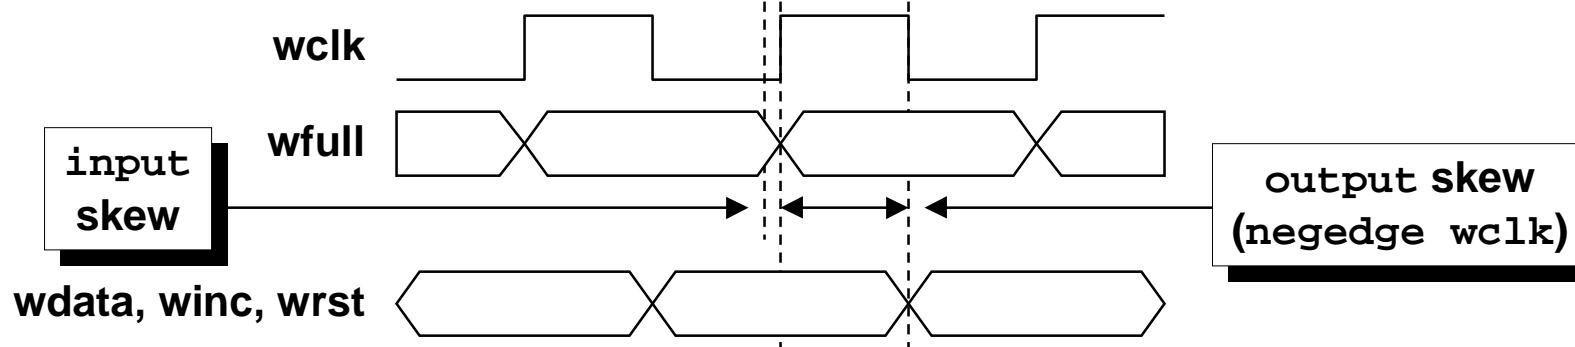 wclk
wfull
input
skew
output skew
(negedge wclk)
wdata, winc, wrst